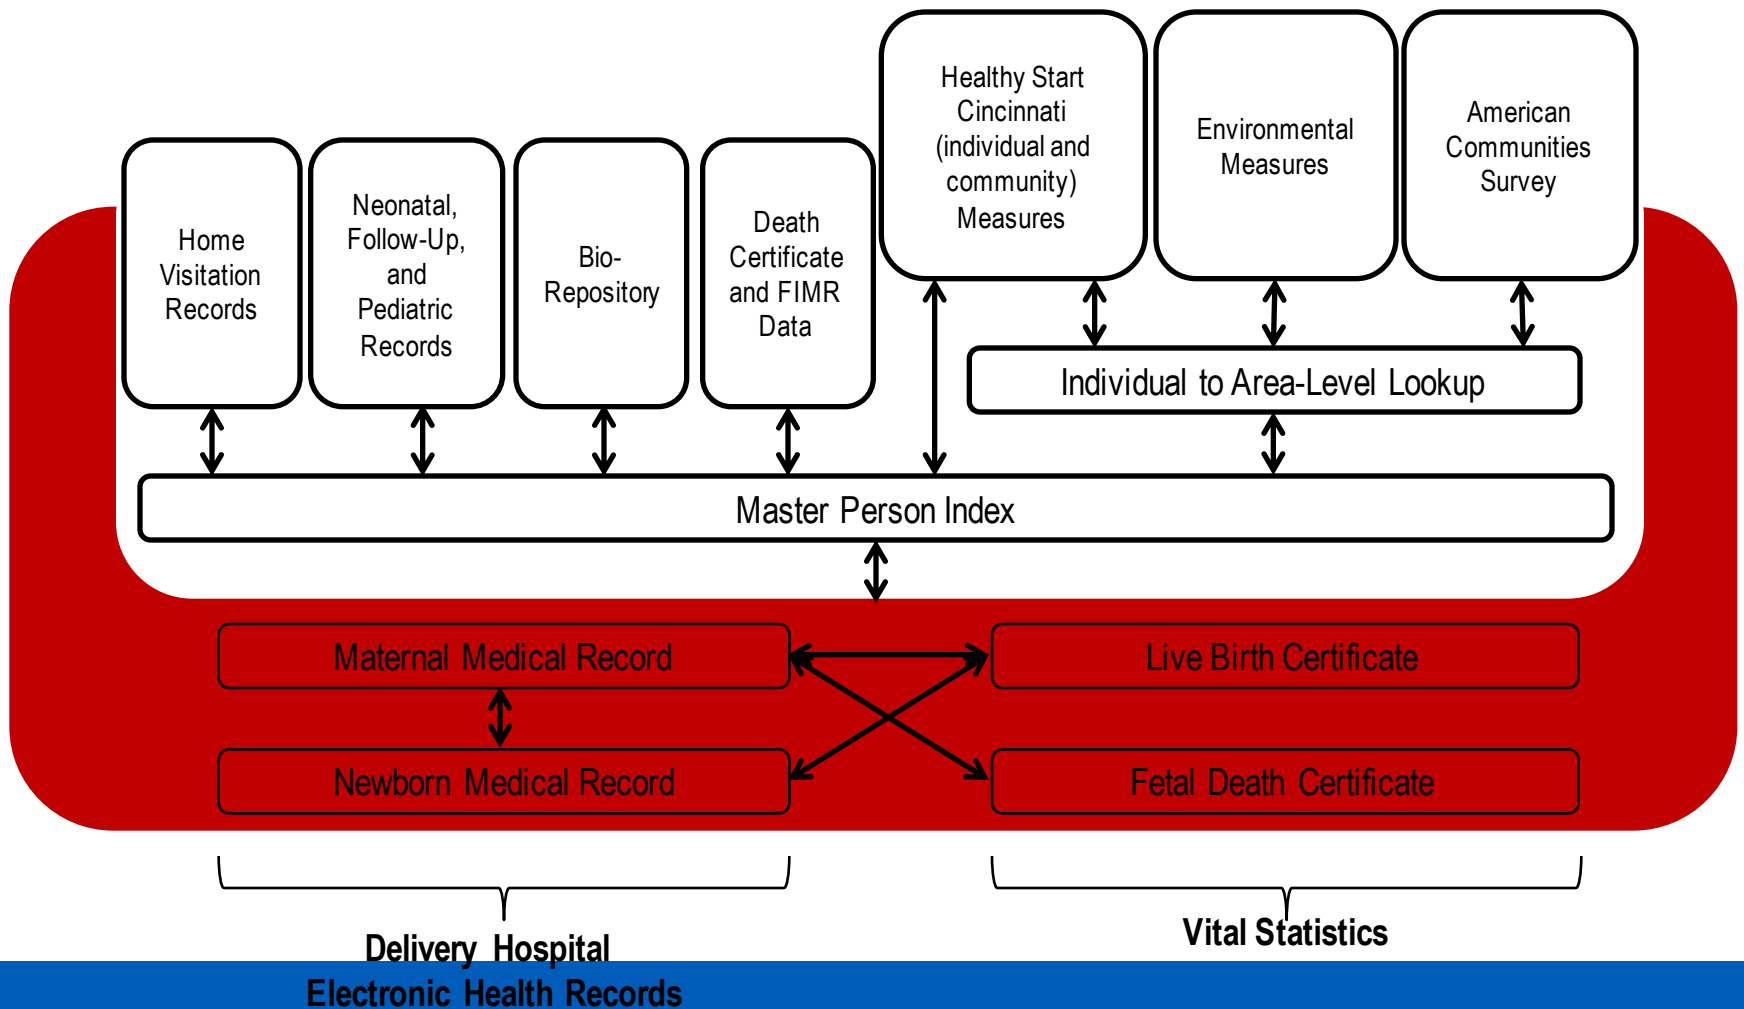 Home
Visitation
Records
Neonatal,
Follow-Up,
and
Pediatric
Records
Bio-
Repository
Death
Certificate
and FIMR
Data
Healthy Start
Cincinnati
(individual and
community)
Measures
Environmental
Measures
American
Communities
Survey
Individual to Area-Level Lookup
Master Person Index
Maternal Medical Record
Live Birth Certificate
Newborn Medical Record
Fetal Death Certificate
Delivery Hospital
Electronic Health Records
Vital Statistics